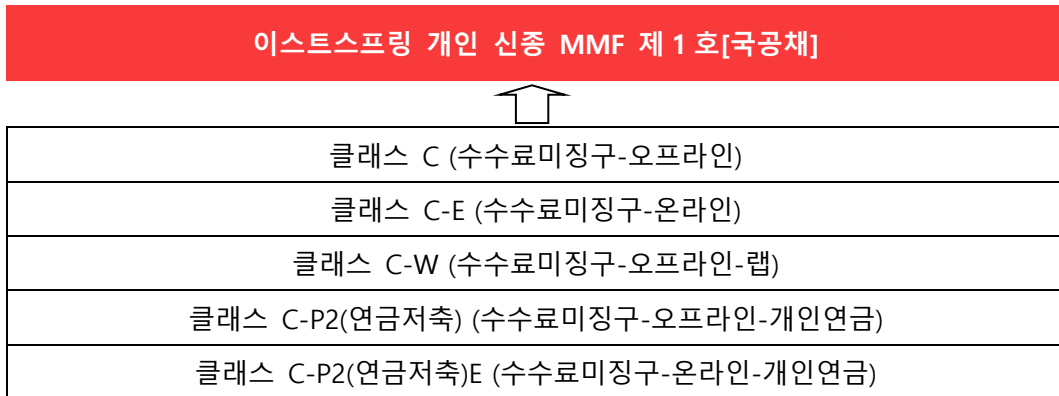 이스트스프링 개인 신종 MMF 제 1 호[국공채]
클래스 C (수수료미징구-오프라인)
클래스 C-E (수수료미징구-온라인)
클래스 C-W (수수료미징구-오프라인-랩)
클래스 C-P2(연금저축) (수수료미징구-오프라인-개인연금)
클래스 C-P2(연금저축)E (수수료미징구-온라인-개인연금)